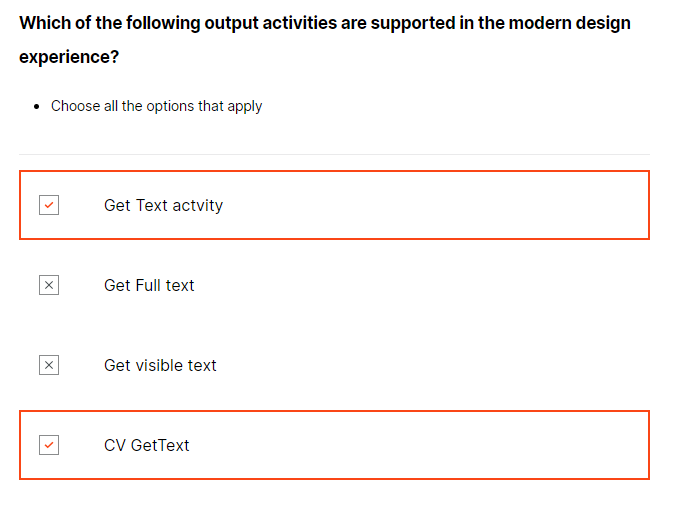 Which of the following output activities are supported in the modern design
experience?
Choose all the options that apply
Get Text actvity
Get Full text
Get visible text
CV GetText